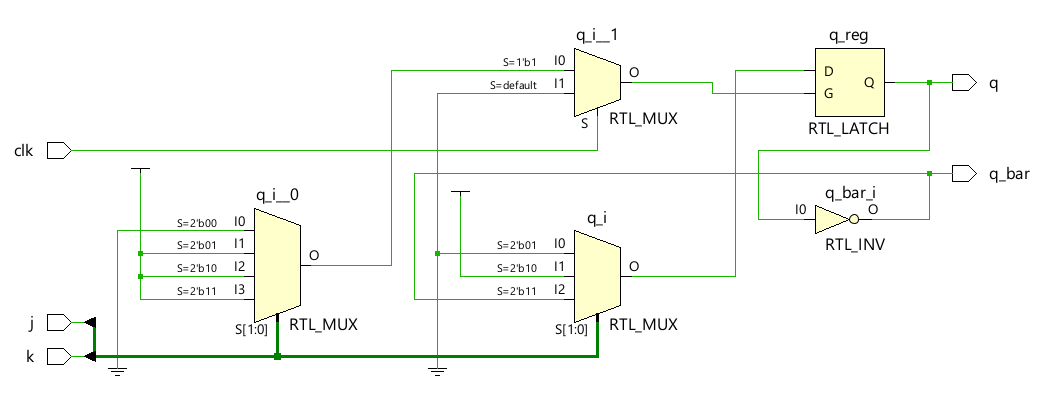 q_i__1
q_reg
S=1'b1
I0
S=default
I1
O
S
RTL_MUX
D
G
Q
RTL_LATCH
q
clk
q_bar
q_i__0
S=2'b00
I0
S=2'b01
I1
S=2'b10
I2
S=2'b11
I3
O
S[1:0]
RTL_MUX
q_i
S=2'b01
I0
S=2'b10
I1
S=2'b11
I2
O
S[1:0]
RTL_MUX
q_bar_i
I0
O
RTL_INV
j
k